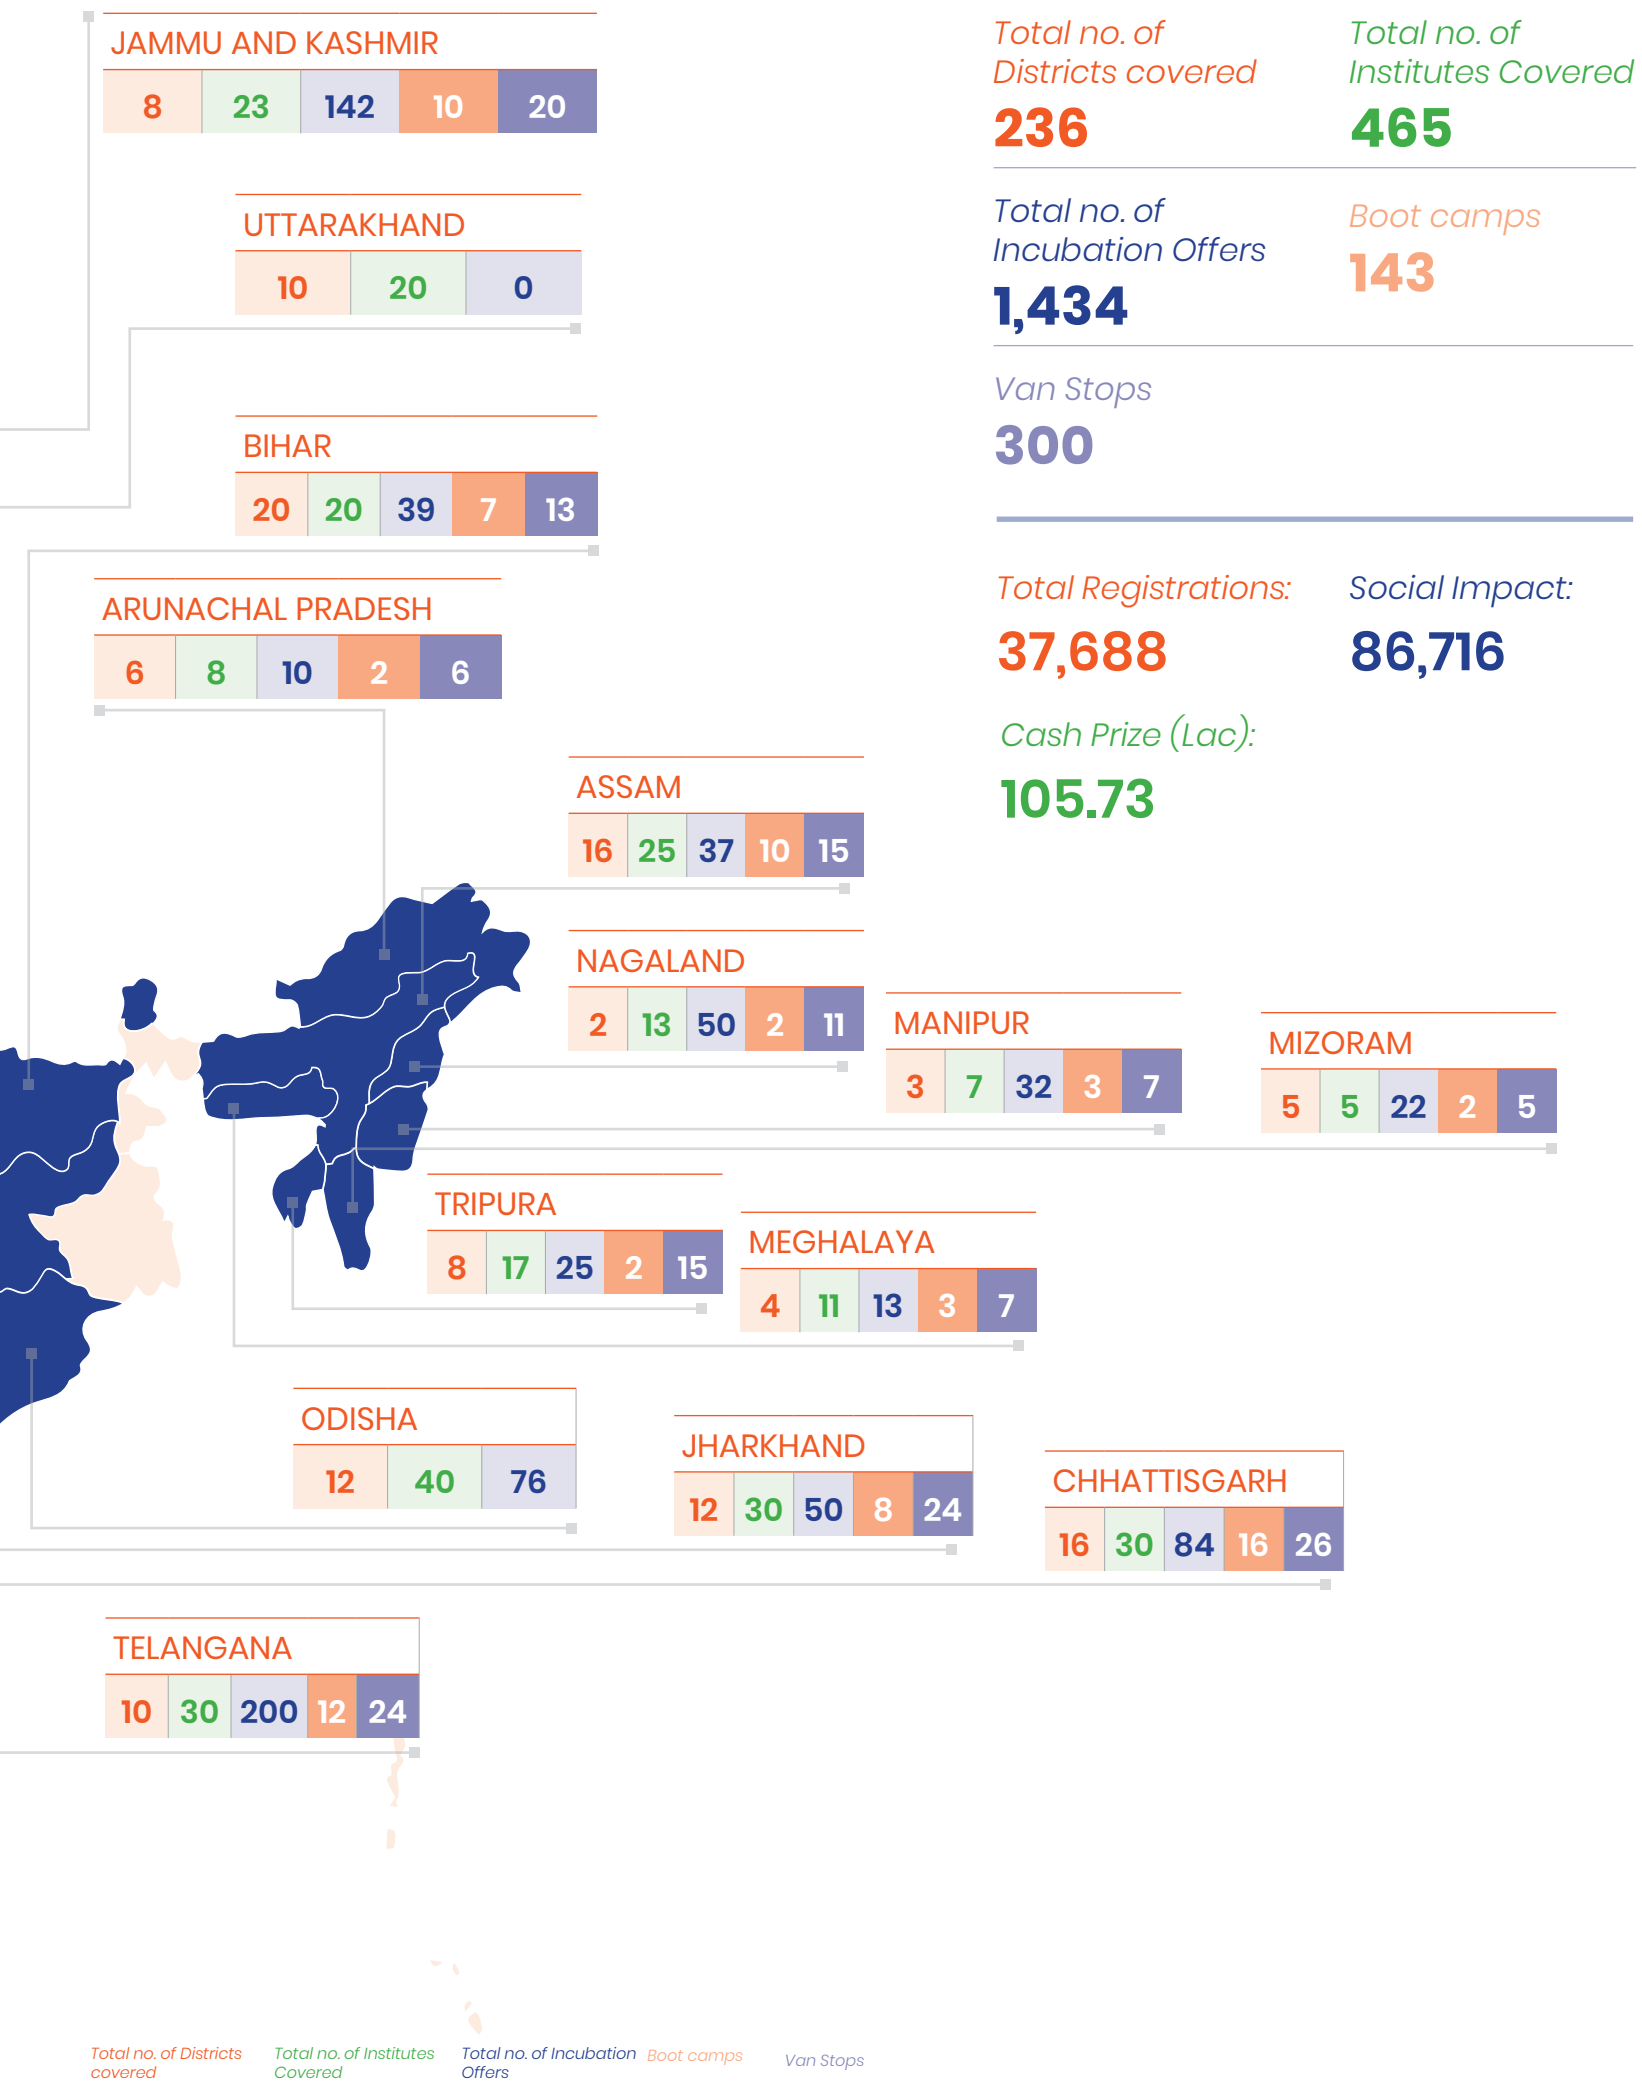 JAMMU AND KASHMIR
8 23 142 10 20
UTTARAKHAND
10 20 0
BIHAR
20 20 39 7 13
ARUNACHAL PRADESH
6 8 10 2 6
Total no. of
Districts covered
236
Total no. of
Institutes Covered
465
Total no. of
Incubation Offers
1,434
Boot camps
143
Van Stops
300
Total Registrations:
37,688
Social Impact:
86,716
Cash Prize (Lac):
105.73
ASSAM
16 25 37 10 15
NAGALAND
2 13 50 2 11
MANIPUR
3 7 32 3 7
MIZORAM
5 5 22 2 5
TRIPURA
8 17 25 2 15
MEGHALAYA
4 11 13 3 7
ODISHA
12 40 76
JHARKHAND
12 30 50 8 24
CHHATTISGARH
16 30 84 16 26
TELANGANA
10 30 200 12 24
Total no. of Districts
covered
Total no. of Institutes
Covered
Total no. of Incubation
Offers
Boot camps
Van Stops